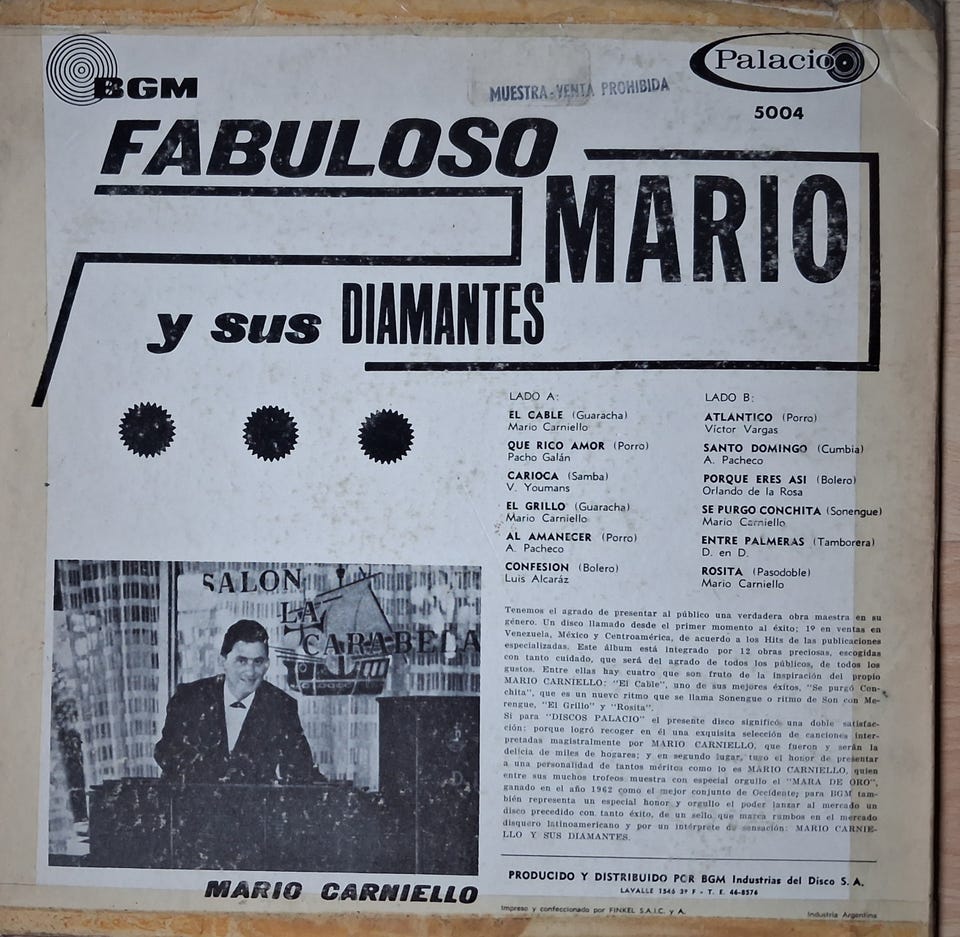 BGM
Palacio
MUESTRA-VENTA PROHIBIDA
5004
FABULOSO
MARIO
y sus DIAMANTES
LADO A:
EL CABLE (Guaracha)
Mario Carniello
QUE RICO AMOR (Porro)
Pacho Galán
CARIOCA (Samba)
V. Youmans
EL GRILLO (Guaracha)
Mario Carniello
AL AMANECER (Porro)
A. Pacheco
CONFESION (Bolero)
Luis Alcaráz
LADO B:
ATLANTICO (Porro)
Víctor Vargas
SANTO DOMINGO (Cumbia)
A. Pacheco
PORQUE ERES ASI (Bolero)
Orlando de la Rosa
SE PURGO CONCHITA (Sonengue)
Mario Carniello
ENTRE PALMERAS (Tamborera)
D. en D.
ROSITA (Pasodoble)
Mario Carniello
SALON
LA
CARABELA
MARIO CARNIELLO
Tenemos el agrado de presentar al público una verdadera obra maestra en su
género. Un disco llamado desde el primer momento al éxito; 1º en ventas en
Venezuela, México y Centroamérica, de acuerdo a los Hits de las publicaciones
especializadas. Este álbum está integrado por 12 obras preciosas, escogidas
con tanto cuidado, que será del agrado de todos los públicos, de todos los
gustos. Entre ellas hay cuatro que son fruto de la inspiración del propio
MARIO CARNIELLO: "El Cable", uno de sus mejores éxitos, "Se purgó Con-
chita", que es un nuevo ritmo que se llama Sonengue o ritmo de Son con Me-
rengue, "El Grillo" y "Rosita".
Si para "DISCOS PALACIO" el presente disco significó una doble satisfac-
ción: porque logró recoger en él una exquisita selección de canciones inter-
pretadas magistralmente por MARIO CARNIELLO, que fueron y serán la
delicia de miles de hogares; y en segundo lugar, tuvo el honor de presentar
a una personalidad de tantos méritos como lo es MARIO CARNIELLO, quien
entre sus muchos trofeos muestra con especial orgullo el "MARA DE ORO",
ganado en el año 1962 como el mejor conjunto de Occidente; para BGM tam-
bién representa un especial honor y orgullo el poder lanzar al mercado un
disco precedido con tanto éxito, de un sello que marca rumbos en el mercado
disquero latinoamericano y por un intérprete de sensación: MARIO CARNIE-
LLO Y SUS DIAMANTES.
PRODUCIDO Y DISTRIBUIDO POR BGM Industrias del Disco S. A.
LAVALLE 1546 3º F - T. E. 46-8576
Impreso y confeccionado por FINKEL S.A.I.C. y A.
Industria Argentina